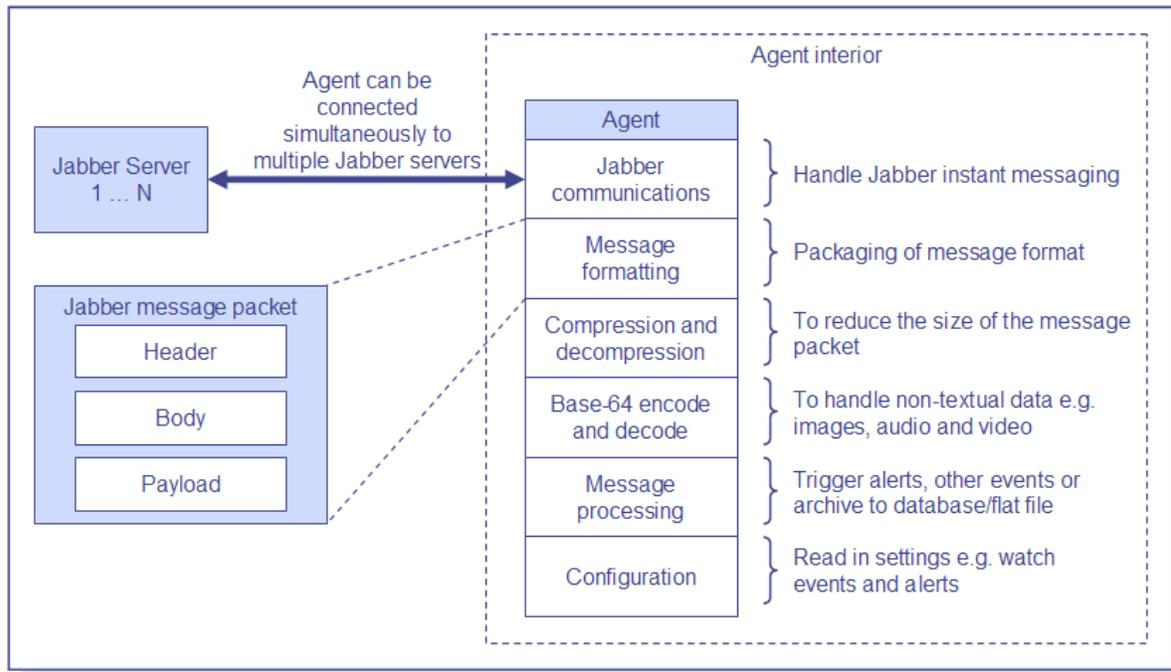 Agent interior
Agent can be
connected
simultaneously to
multiple Jabber servers
Jabber Server
1 ... N
Agent
Jabber
communications
Handle Jabber instant messaging
Message
formatting
Packaging of message format
Jabber message packet
Header
Body
Payload
Compression and
decompression
To reduce the size of the message
packet
Base-64 encode
and decode
To handle non-textual data e.g.
images, audio and video
Message
processing
Trigger alerts, other events or
archive to database/flat file
Configuration
Read in settings e.g. watch
events and alerts